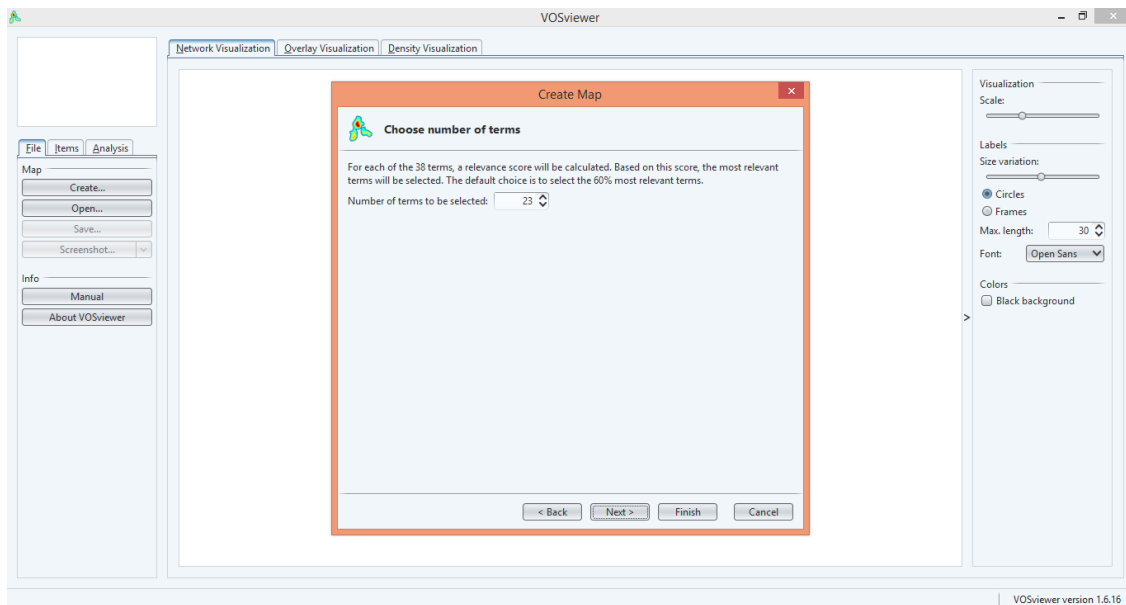 VOSviewer
Network Visualization Overlay Visualization Density Visualization
File Items Analysis
Map
Create...
Open...
Save...
Screenshot...
Info
Manual
About VOSviewer
Create Map
Choose number of terms
For each of the 38 terms, a relevance score will be calculated. Based on this score, the most relevant
terms will be selected. The default choice is to select the 60% most relevant terms.
Number of terms to be selected: 23
< Back Next > Finish Cancel
Visualization
Scale:
Labels
Size variation:
Circles
Frames
Max. length: 30
Font: Open Sans
Colors
Black background
>
VOSviewer version 1.6.16